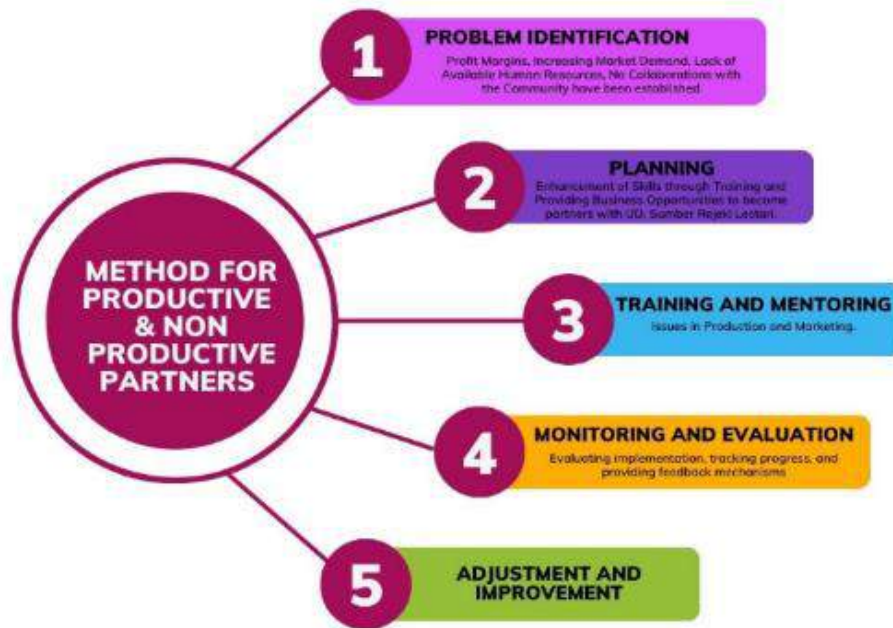 METHOD FOR
PRODUCTIVE
& NON
PRODUCTIVE
PARTNERS
1
PROBLEM IDENTIFICATION
Profit Margins, Increasing Market Demand, Lack of
Available Human Resources, No Collaborations with
the Community have been established.
2
PLANNING
Enhancement of Skills through Training and
Providing Business Opportunities to become
partners with UD. Sumber Rejeki Lestari.
3
TRAINING AND MENTORING
Issues in Production and Marketing.
4
MONITORING AND EVALUATION
Evaluating implementation, tracking progress, and
providing feedback mechanisms
5
ADJUSTMENT AND
IMPROVEMENT